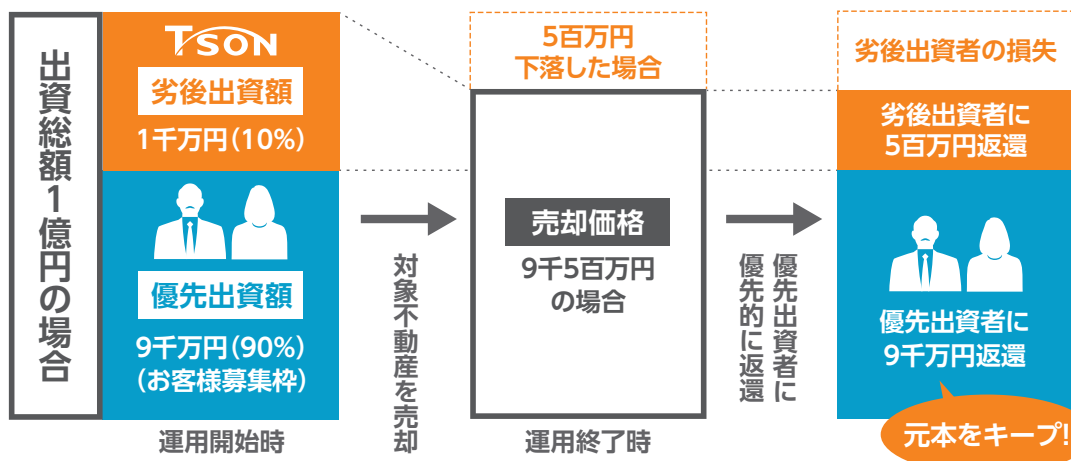 出資総額1億円の場合
TSON
劣後出資額
1千万円(10%)
優先出資額
9千万円(90%)
(お客様募集枠)
運用開始時
対象不動産を売却
5百万円
下落した場合
売却価格
9千5百万円
の場合
運用終了時
優先出資者に
優先的に返還
劣後出資者の損失
劣後出資者に
5百万円返還
優先出資者に
9千万円返還
元本をキープ!